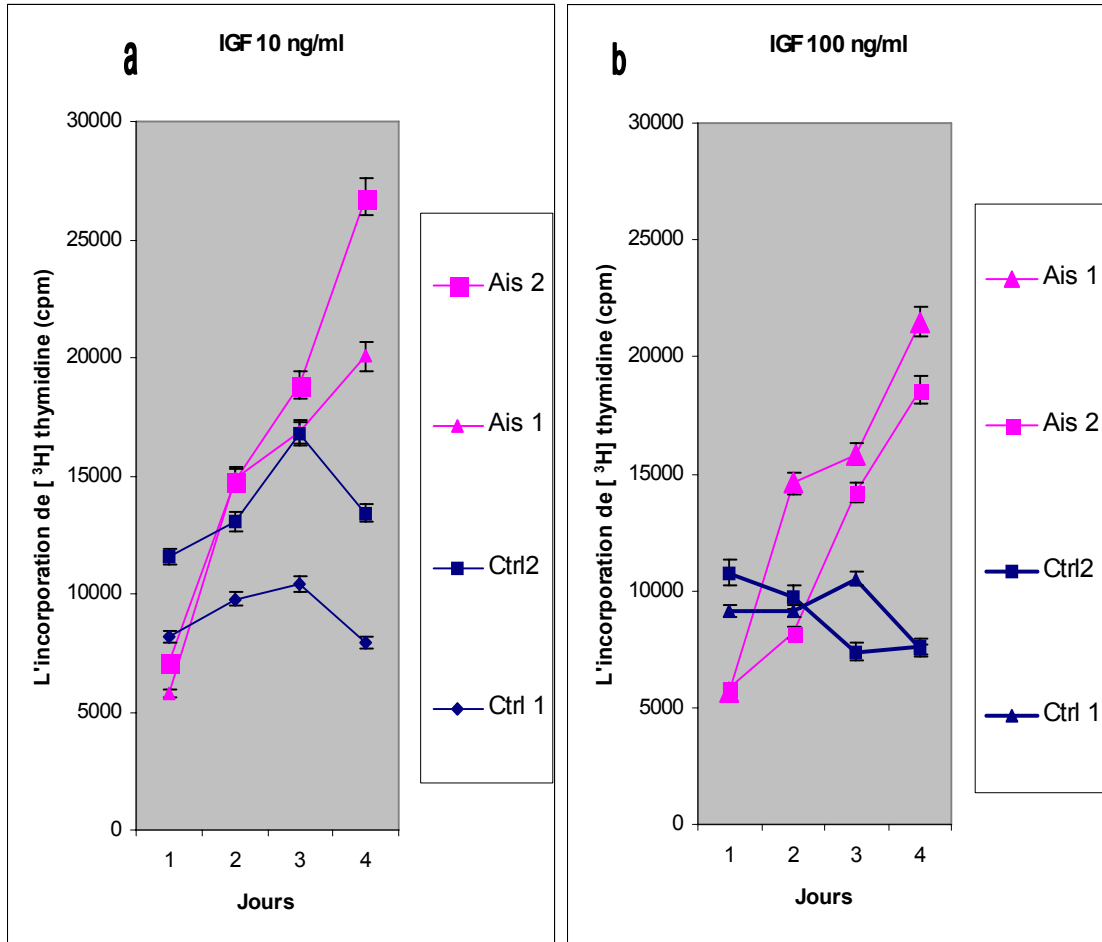 a
IGF 10 ng/ml
30000
25000
20000
15000
10000
5000
0
L'incorporation de [ ³H] thymidine (cpm)
1 2 3 4
Jours
Ais 2
Ais 1
Ctrl2
Ctrl 1
b
IGF 100 ng/ml
30000
25000
20000
15000
10000
5000
0
L'incorporation de [ ³H] thymidine (cpm)
1 2 3 4
Jours
Ais 1
Ais 2
Ctrl2
Ctrl 1